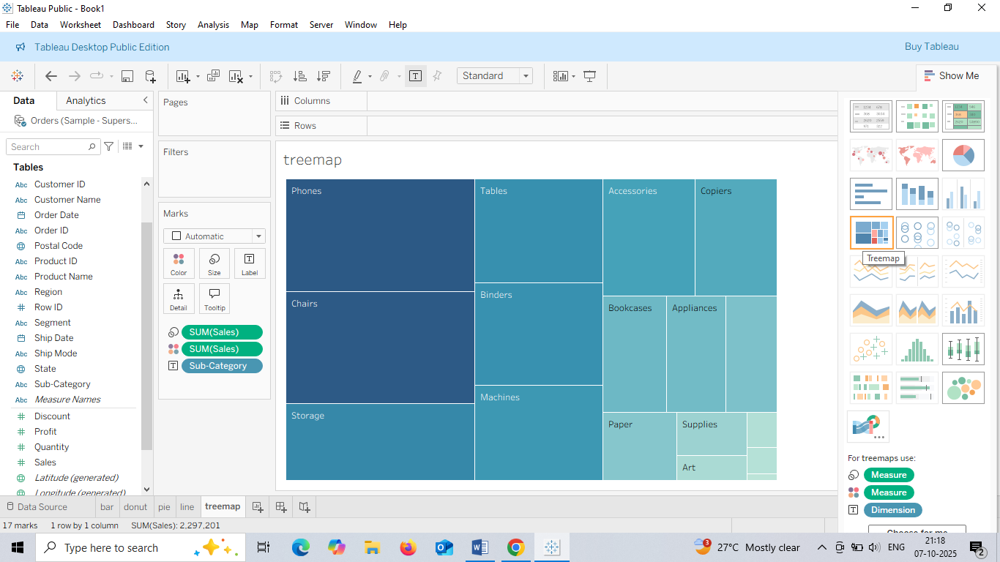 Tableau Public - Book1
File Data Worksheet Dashboard Story Analysis Map Format Server Window Help
Tableau Desktop Public Edition
Buy Tableau
Standard
Show Me
Data
Analytics
Orders (Sample - Supers...
Search
Tables
Abc Customer ID
Abc Customer Name
Order Date
Abc Order ID
Postal Code
Abc Product ID
Abc Product Name
Abc Region
Row ID
Abc Segment
Ship Date
Abc Ship Mode
State
Abc Sub-Category
Abc Measure Names
Discount
Profit
Quantity
Sales
Latitude (generated)
Longitude (generated)
Pages
Filters
Marks
Automatic
Color
Size
Label
Detail
Tooltip
SUM(Sales)
SUM(Sales)
Sub-Category
Columns
Rows
treemap
Phones
Chairs
Storage
Tables
Binders
Machines
Accessories
Copiers
Bookcases
Appliances
Paper
Supplies
Art
Treemap
For treemaps use:
Measure
Measure
Dimension
Choose for me
Data Source bar donut pie line treemap
17 marks 1 row by 1 column SUM(Sales): 2,297,201
Type here to search
3
27°C Mostly clear
ENG
21:18
07-10-2025
2